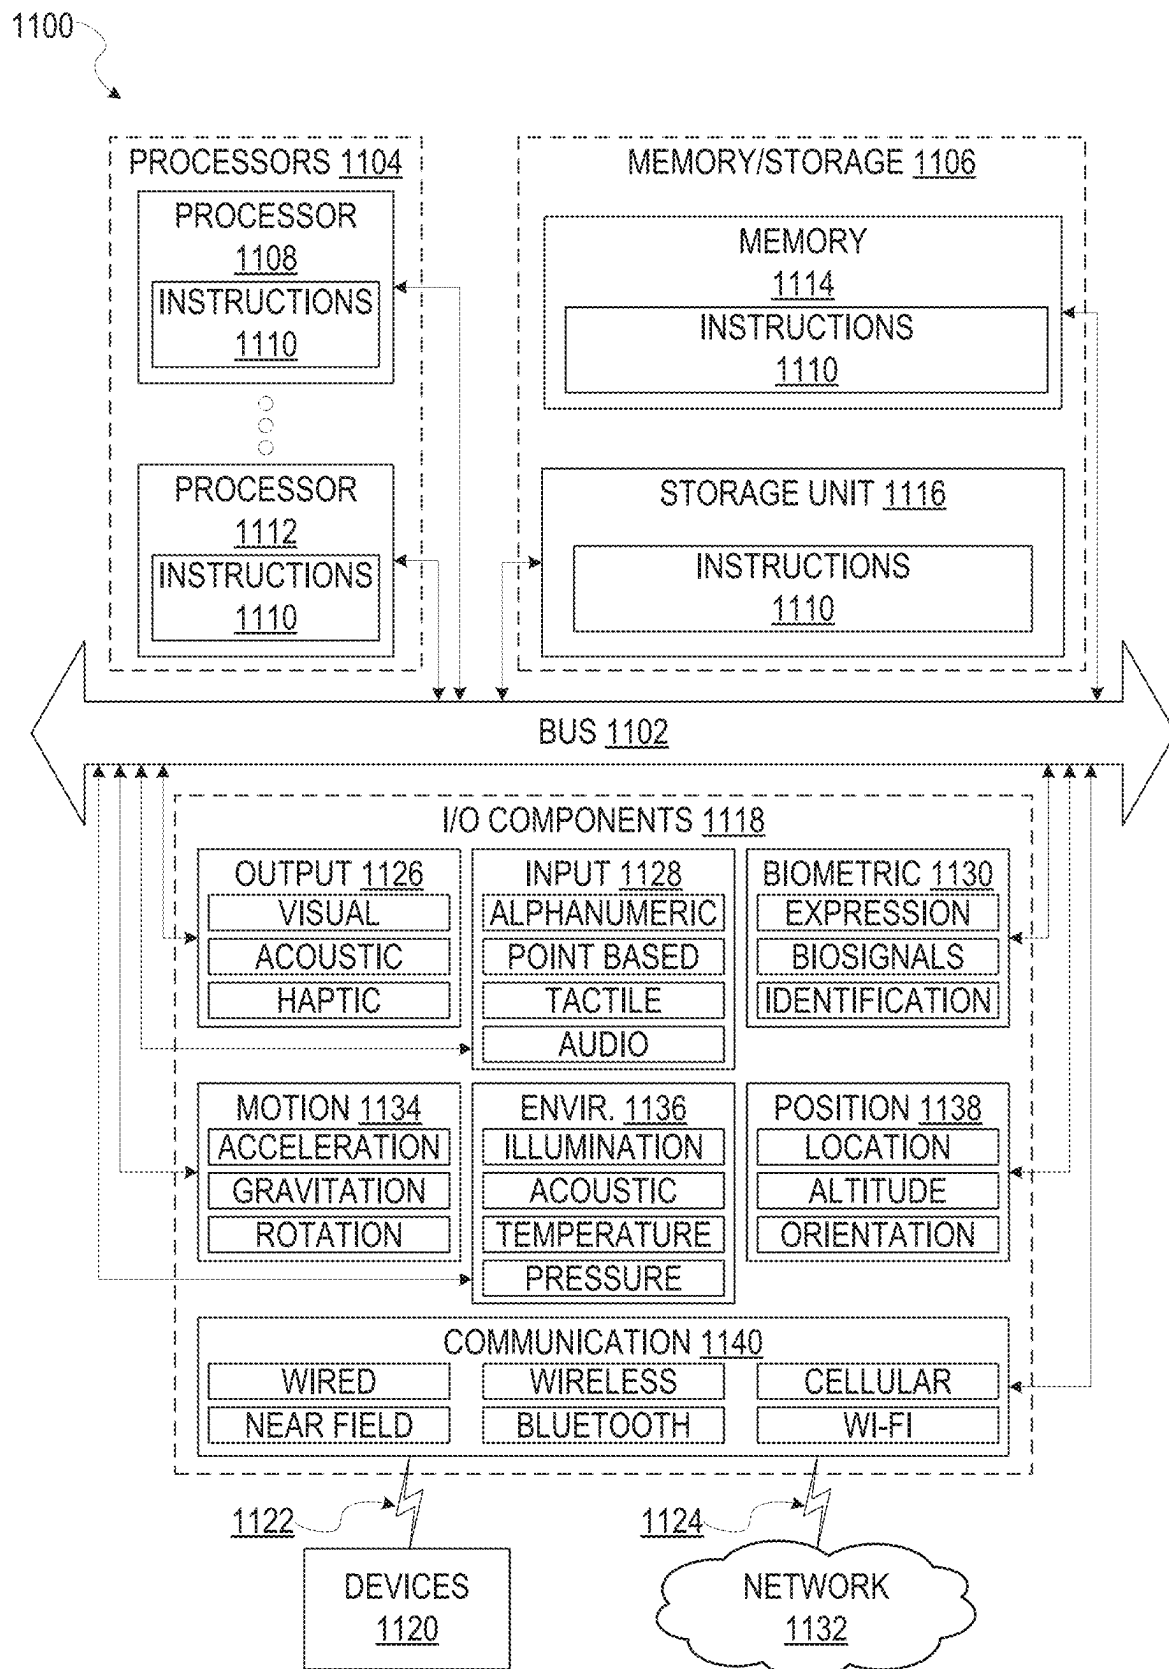 1100
PROCESSORS 1104
PROCESSOR
1108
INSTRUCTIONS
1110
PROCESSOR
1112
INSTRUCTIONS
1110
MEMORY/STORAGE 1106
MEMORY
1114
INSTRUCTIONS
1110
STORAGE UNIT 1116
INSTRUCTIONS
1110
BUS 1102
I/O COMPONENTS 1118
OUTPUT 1126
VISUAL
ACOUSTIC
HAPTIC
INPUT 1128
ALPHANUMERIC
POINT BASED
TACTILE
AUDIO
BIOMETRIC 1130
EXPRESSION
BIOSIGNALS
IDENTIFICATION
MOTION 1134
ACCELERATION
GRAVITATION
ROTATION
ENVIR. 1136
ILLUMINATION
ACOUSTIC
TEMPERATURE
PRESSURE
POSITION 1138
LOCATION
ALTITUDE
ORIENTATION
COMMUNICATION 1140
WIRED
WIRELESS
CELLULAR
NEAR FIELD
BLUETOOTH
WI-FI
1122
1124
DEVICES
1120
NETWORK
1132